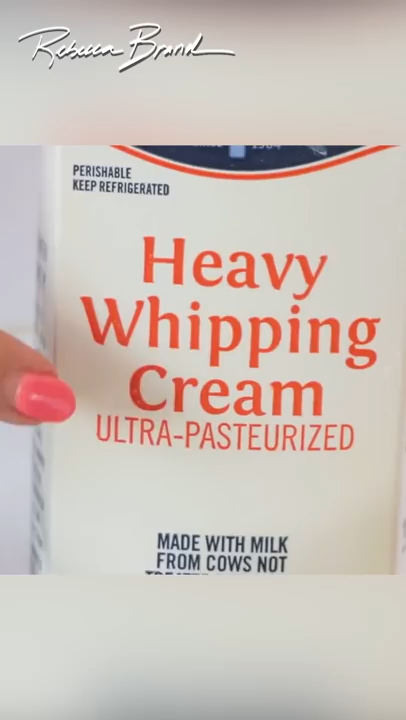 Rebecca Brand
PERISHABLE
KEEP REFRIGERATED
Heavy
Whipping
Cream
ULTRA-PASTEURIZED
MADE WITH MILK
FROM COWS NOT